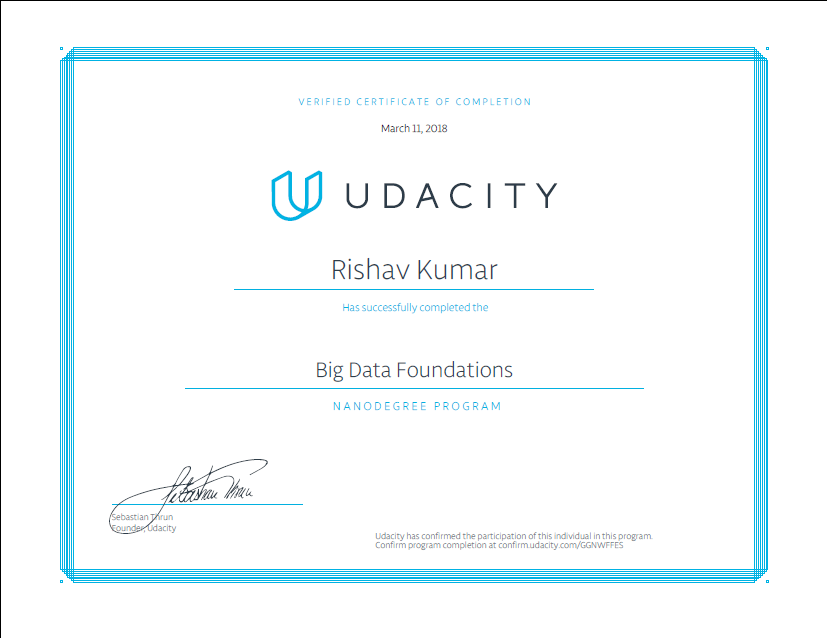 VERIFIED CERTIFICATE OF COMPLETION
March 11, 2018
UDACITY
Rishav Kumar
Has successfully completed the
Big Data Foundations
NANODEGREE PROGRAM
Sebastian Thrun
Sebastian Thrun
Founder, Udacity
Udacity has confirmed the participation of this individual in this program.
Confirm program completion at confirm.udacity.com/GGNWFFES